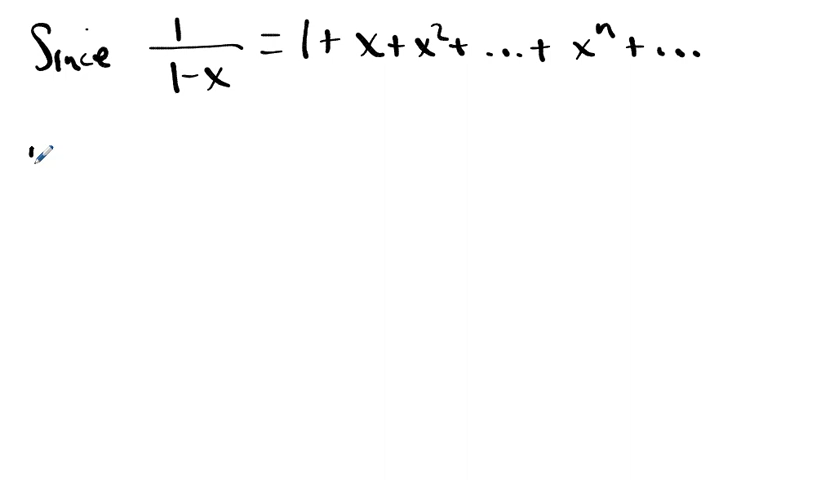 Since 1/(1-x) = 1 + x + x² + ... + xⁿ + ...